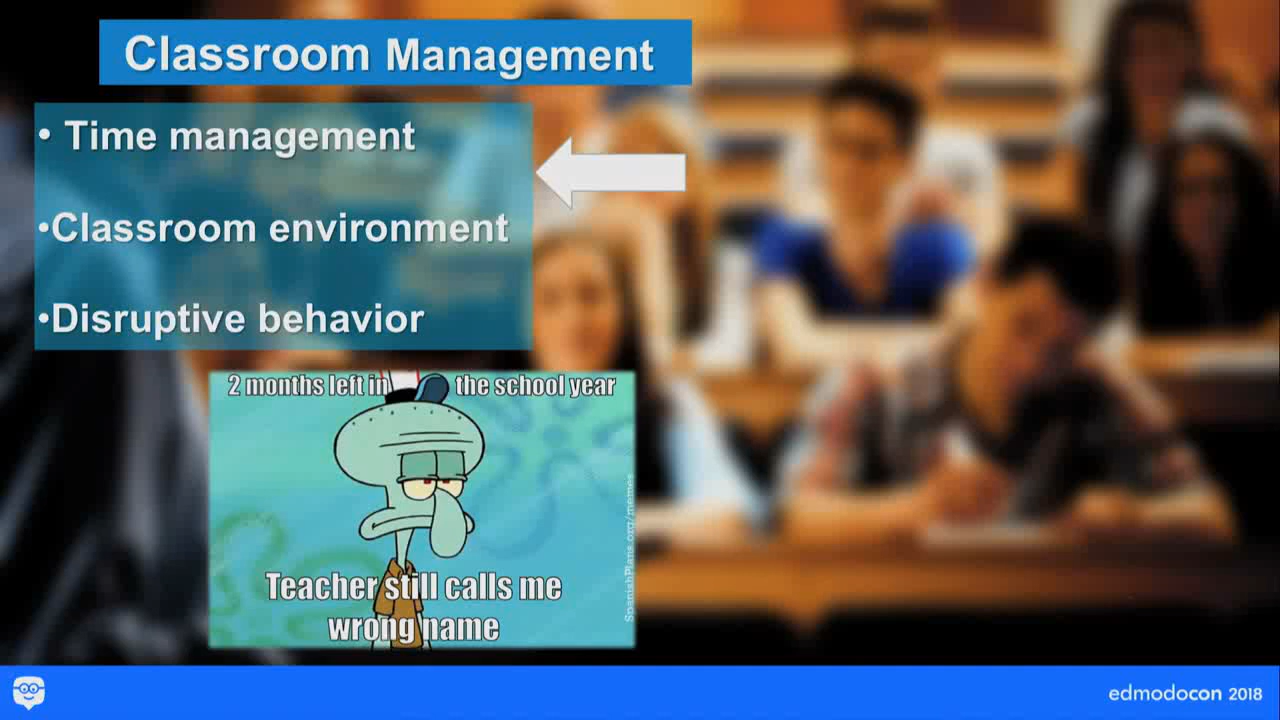 Classroom Management
• Time management
•Classroom environment
•Disruptive behavior
2 months left in the school year
Teacher still calls me
wrong name
SpanishPlans.org/memes
edmodocon 2018